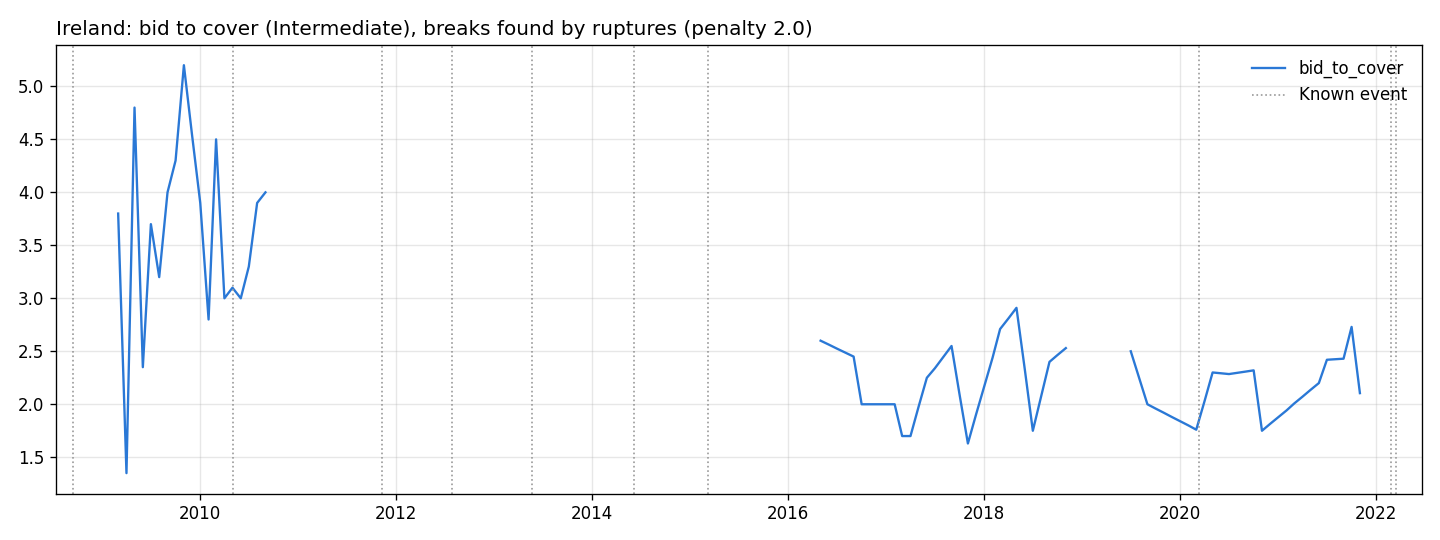 Ireland: bid to cover (Intermediate), breaks found by ruptures (penalty 2.0)
bid_to_cover
Known event
5.0
4.5
4.0
3.5
3.0
2.5
2.0
1.5
2010 2012 2014 2016 2018 2020 2022